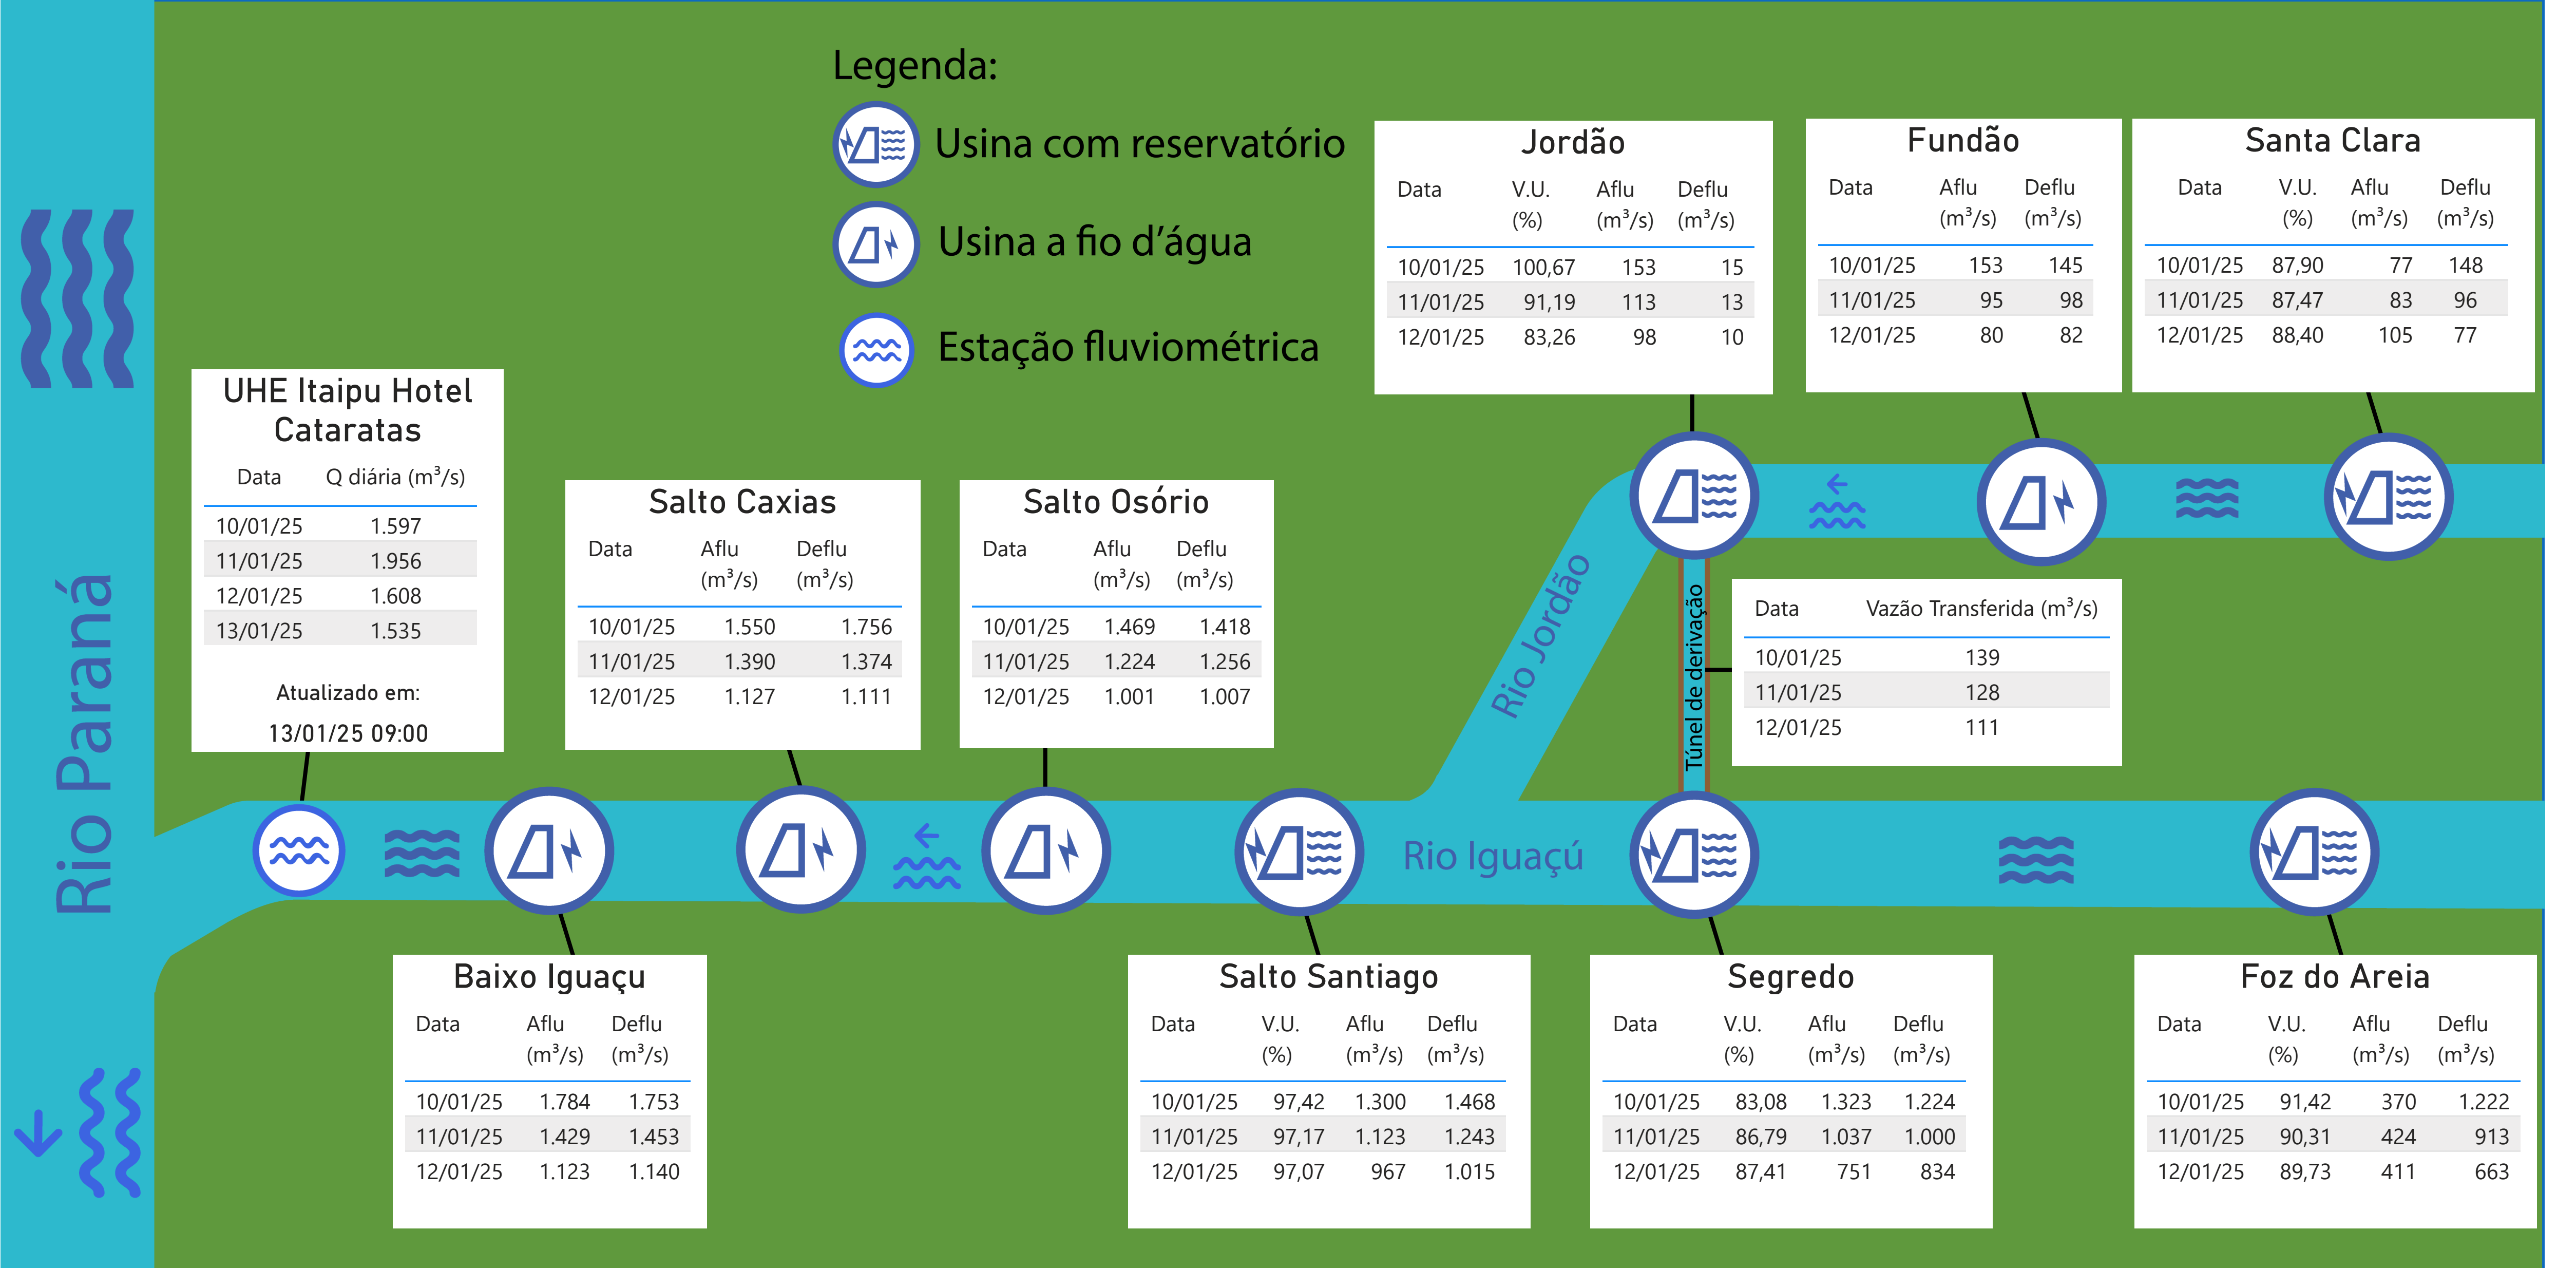 Legenda:
Usina com reservatório
Usina a fio d’água
Estação fluviométrica
Jordão
Data V.U. Aflu Deflu
(%) (m³/s) (m³/s)
10/01/25 100,67 153 15
11/01/25 91,19 113 13
12/01/25 83,26 98 10
Fundão
Data Aflu Deflu
(m³/s) (m³/s)
10/01/25 153 145
11/01/25 95 98
12/01/25 80 82
Santa Clara
Data V.U. Aflu Deflu
(%) (m³/s) (m³/s)
10/01/25 87,90 77 148
11/01/25 87,47 83 96
12/01/25 88,40 105 77
UHE Itaipu Hotel
Cataratas
Data Q diária (m³/s)
10/01/25 1.597
11/01/25 1.956
12/01/25 1.608
13/01/25 1.535
Atualizado em:
13/01/25 09:00
Salto Caxias
Data Aflu Deflu
(m³/s) (m³/s)
10/01/25 1.550 1.756
11/01/25 1.390 1.374
12/01/25 1.127 1.111
Salto Osório
Data Aflu Deflu
(m³/s) (m³/s)
10/01/25 1.469 1.418
11/01/25 1.224 1.256
12/01/25 1.001 1.007
Rio Jordão
Túnel de derivação
Data Vazão Transferida (m³/s)
10/01/25 139
11/01/25 128
12/01/25 111
Rio Paraná
Rio Iguaçú
Baixo Iguaçu
Data Aflu Deflu
(m³/s) (m³/s)
10/01/25 1.784 1.753
11/01/25 1.429 1.453
12/01/25 1.123 1.140
Salto Santiago
Data V.U. Aflu Deflu
(%) (m³/s) (m³/s)
10/01/25 97,42 1.300 1.468
11/01/25 97,17 1.123 1.243
12/01/25 97,07 967 1.015
Segredo
Data V.U. Aflu Deflu
(%) (m³/s) (m³/s)
10/01/25 83,08 1.323 1.224
11/01/25 86,79 1.037 1.000
12/01/25 87,41 751 834
Foz do Areia
Data V.U. Aflu Deflu
(%) (m³/s) (m³/s)
10/01/25 91,42 370 1.222
11/01/25 90,31 424 913
12/01/25 89,73 411 663